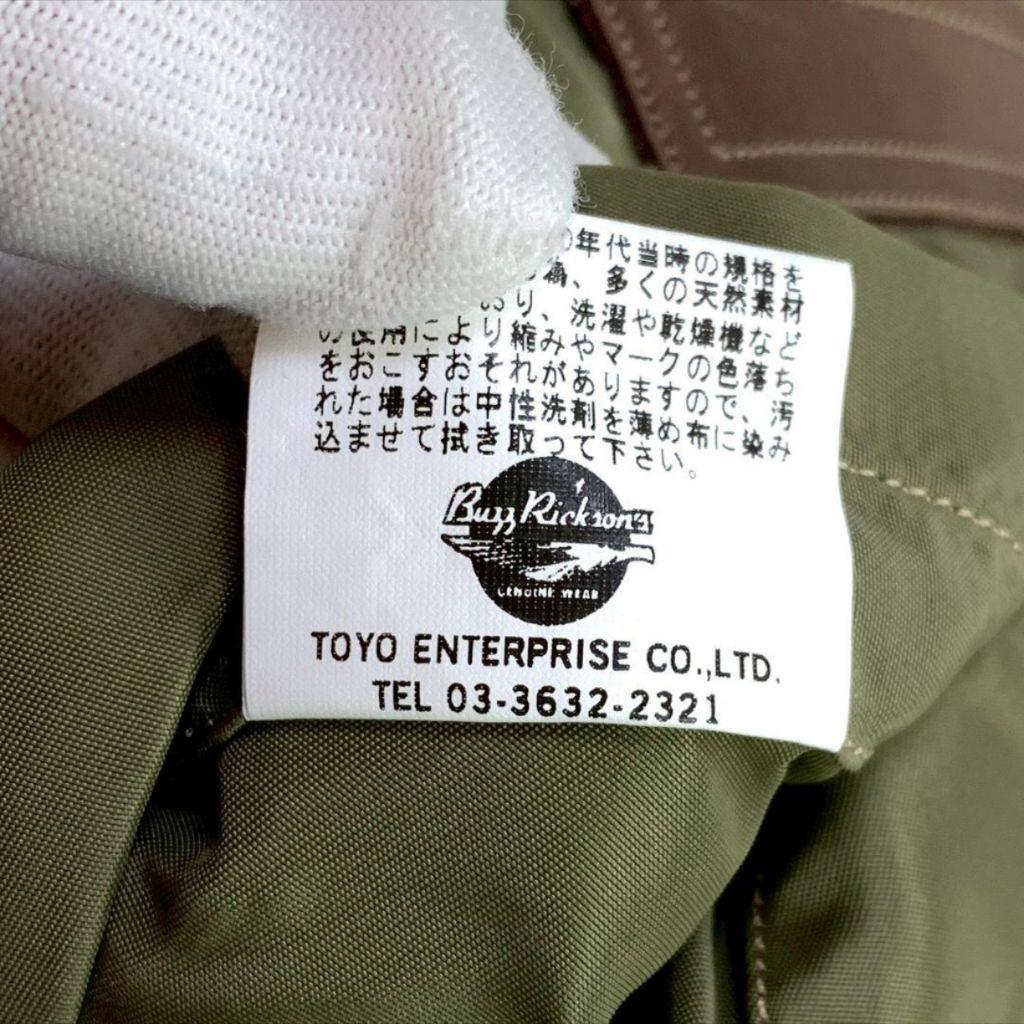 0年代当時の規格を
為、多くの天然素材
おり、洗濯や乾燥機など
の使用により縮みやマークの色落ち
をおこすおそれがありますので、汚
れた場合は中性洗剤を薄め布に染み
込ませて拭き取って下さい。
Buzz Rickson's
GENUINE WEAR
TOYO ENTERPRISE CO.,LTD.
TEL 03-3632-2321